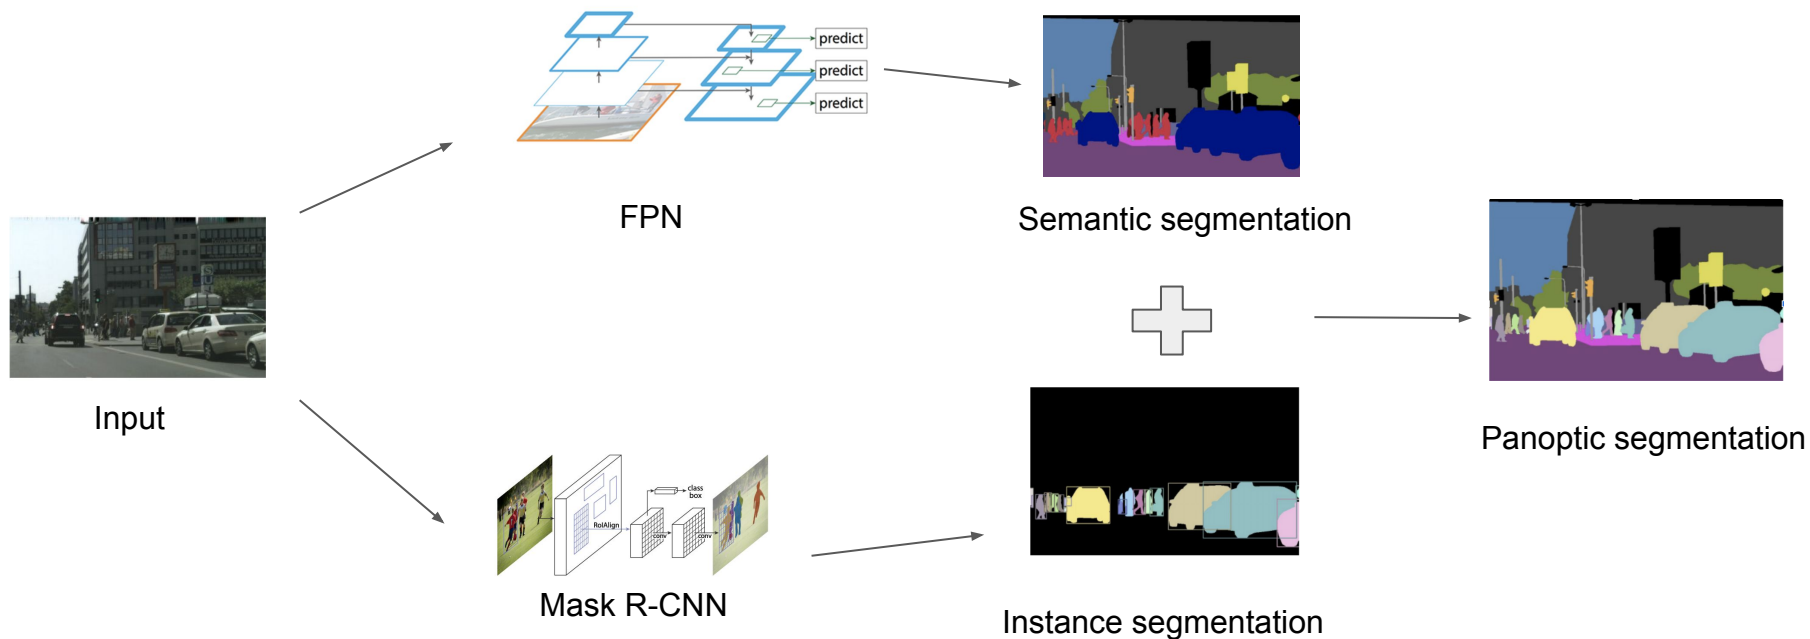 predict
predict
predict
FPN
Semantic segmentation
Input
Panoptic segmentation
class
box
RoIAlign
conv
conv
Mask R-CNN
Instance segmentation